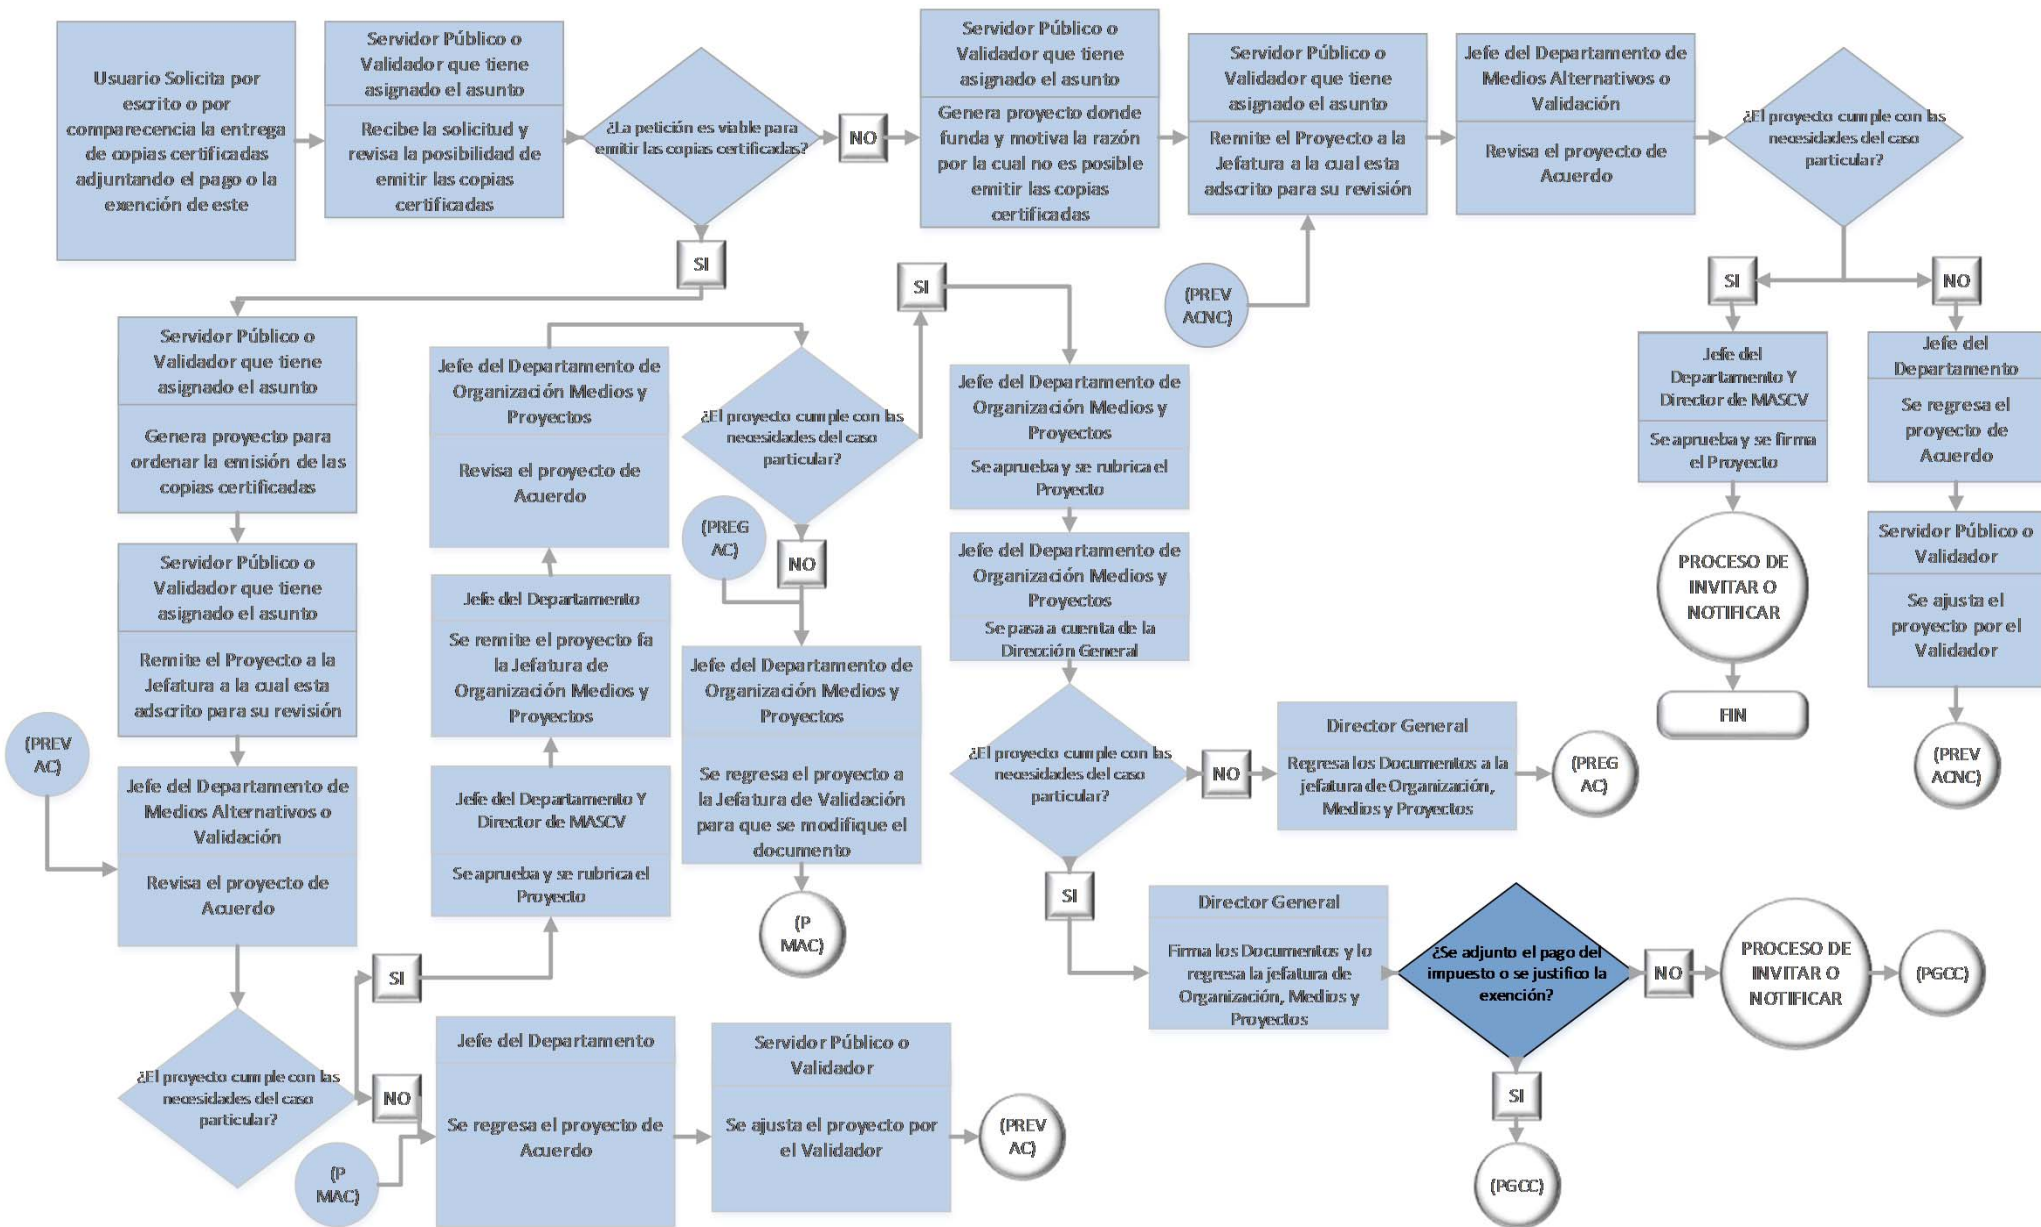 Usuario Solicita por
escrito o por
comparecencia la entrega
de copias certificadas
adjuntando el pago o la
exención de este
Servidor Público o
Validador que tiene
asignado el asunto
Recibe la solicitud y
revisa la posibilidad de
emitir las copias
certificadas
¿La petición es viable para
emitir las copias certificadas?
NO
Servidor Público o
Validador que tiene
asignado el asunto
Genera proyecto donde
funda y motiva la razón
por la cual no es posible
emitir las copias
certificadas
Servidor Público o
Validador que tiene
asignado el asunto
Remite el Proyecto a la
Jefatura a la cual esta
adscrito para su revisión
Jefe del Departamento de
Medios Alternativos o
Validación
Revisa el proyecto de
Acuerdo
¿El proyecto cumple con las
necesidades del caso
particular?
SI
NO
(PREV
ACNC)
Jefe del
Departamento Y
Director de MASCV
Se aprueba y se firma
el Proyecto
PROCESO DE
INVITAR O
NOTIFICAR
FIN
Jefe del
Departamento
Se regresa el
proyecto de
Acuerdo
Servidor Público o
Validador
Se ajusta el
proyecto por el
Validador
(PREV
ACNC)
SI
Servidor Público o
Validador que tiene
asignado el asunto
Genera proyecto para
ordenar la emisión de las
copias certificadas
Servidor Público o
Validador que tiene
asignado el asunto
Remite el Proyecto a la
Jefatura a la cual esta
adscrito para su revisión
(PREV
AC)
Jefe del Departamento de
Medios Alternativos o
Validación
Revisa el proyecto de
Acuerdo
¿El proyecto cumple con las
necesidades del caso
particular?
SI
NO
(P
MAC)
Jefe del Departamento
Se regresa el proyecto de
Acuerdo
Servidor Público o
Validador
Se ajusta el proyecto por
el Validador
(PREV
AC)
Jefe del Departamento Y
Director de MASCV
Se aprueba y se rubrica el
Proyecto
Jefe del Departamento
Se remite el proyecto fa
la Jefatura de
Organización Medios y
Proyectos
Jefe del Departamento de
Organización Medios y
Proyectos
Revisa el proyecto de
Acuerdo
¿El proyecto cumple con las
necesidades del caso
particular?
(PREG
AC)
NO
Jefe del Departamento de
Organización Medios y
Proyectos
Se regresa el proyecto a
la Jefatura de Validación
para que se modifique el
documento
(P
MAC)
SI
Jefe del Departamento de
Organización Medios y
Proyectos
Se aprueba y se rubrica el
Proyecto
Jefe del Departamento de
Organización Medios y
Proyectos
Se pasa a cuenta de la
Dirección General
¿El proyecto cumple con las
necesidades del caso
particular?
NO
Director General
Regresa los Documentos a la
jefatura de Organización,
Medios y Proyectos
(PREG
AC)
SI
Director General
Firma los Documentos y lo
regresa la jefatura de
Organización, Medios y
Proyectos
¿Se adjunto el pago del
impuesto o se justifico la
exención?
NO
PROCESO DE
INVITAR O
NOTIFICAR
(PGCC)
SI
(PGCC)